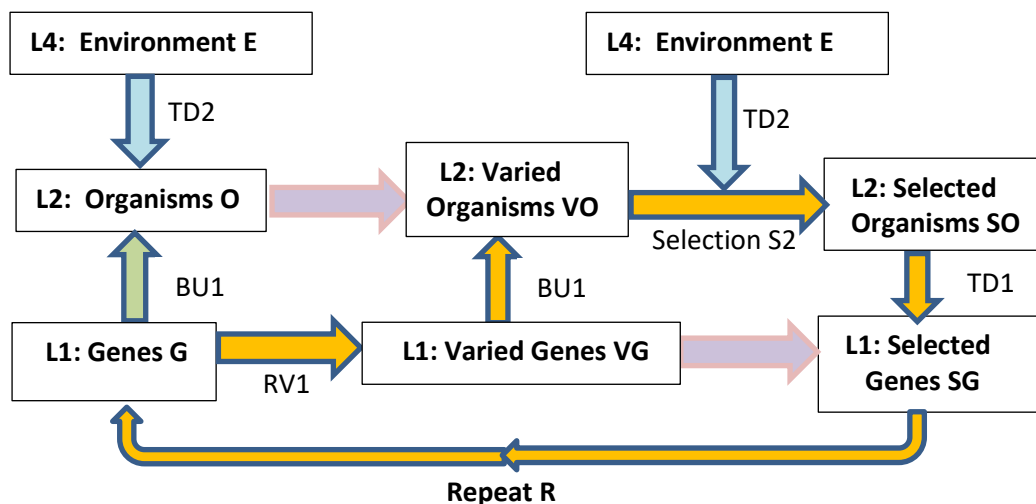 L4: Environment E
L4: Environment E
TD2
TD2
L2: Organisms O
L2: Varied
Organisms VO
L2: Selected
Organisms SO
Selection S2
BU1
BU1
TD1
L1: Genes G
RV1
L1: Varied Genes VG
L1: Selected
Genes SG
Repeat R